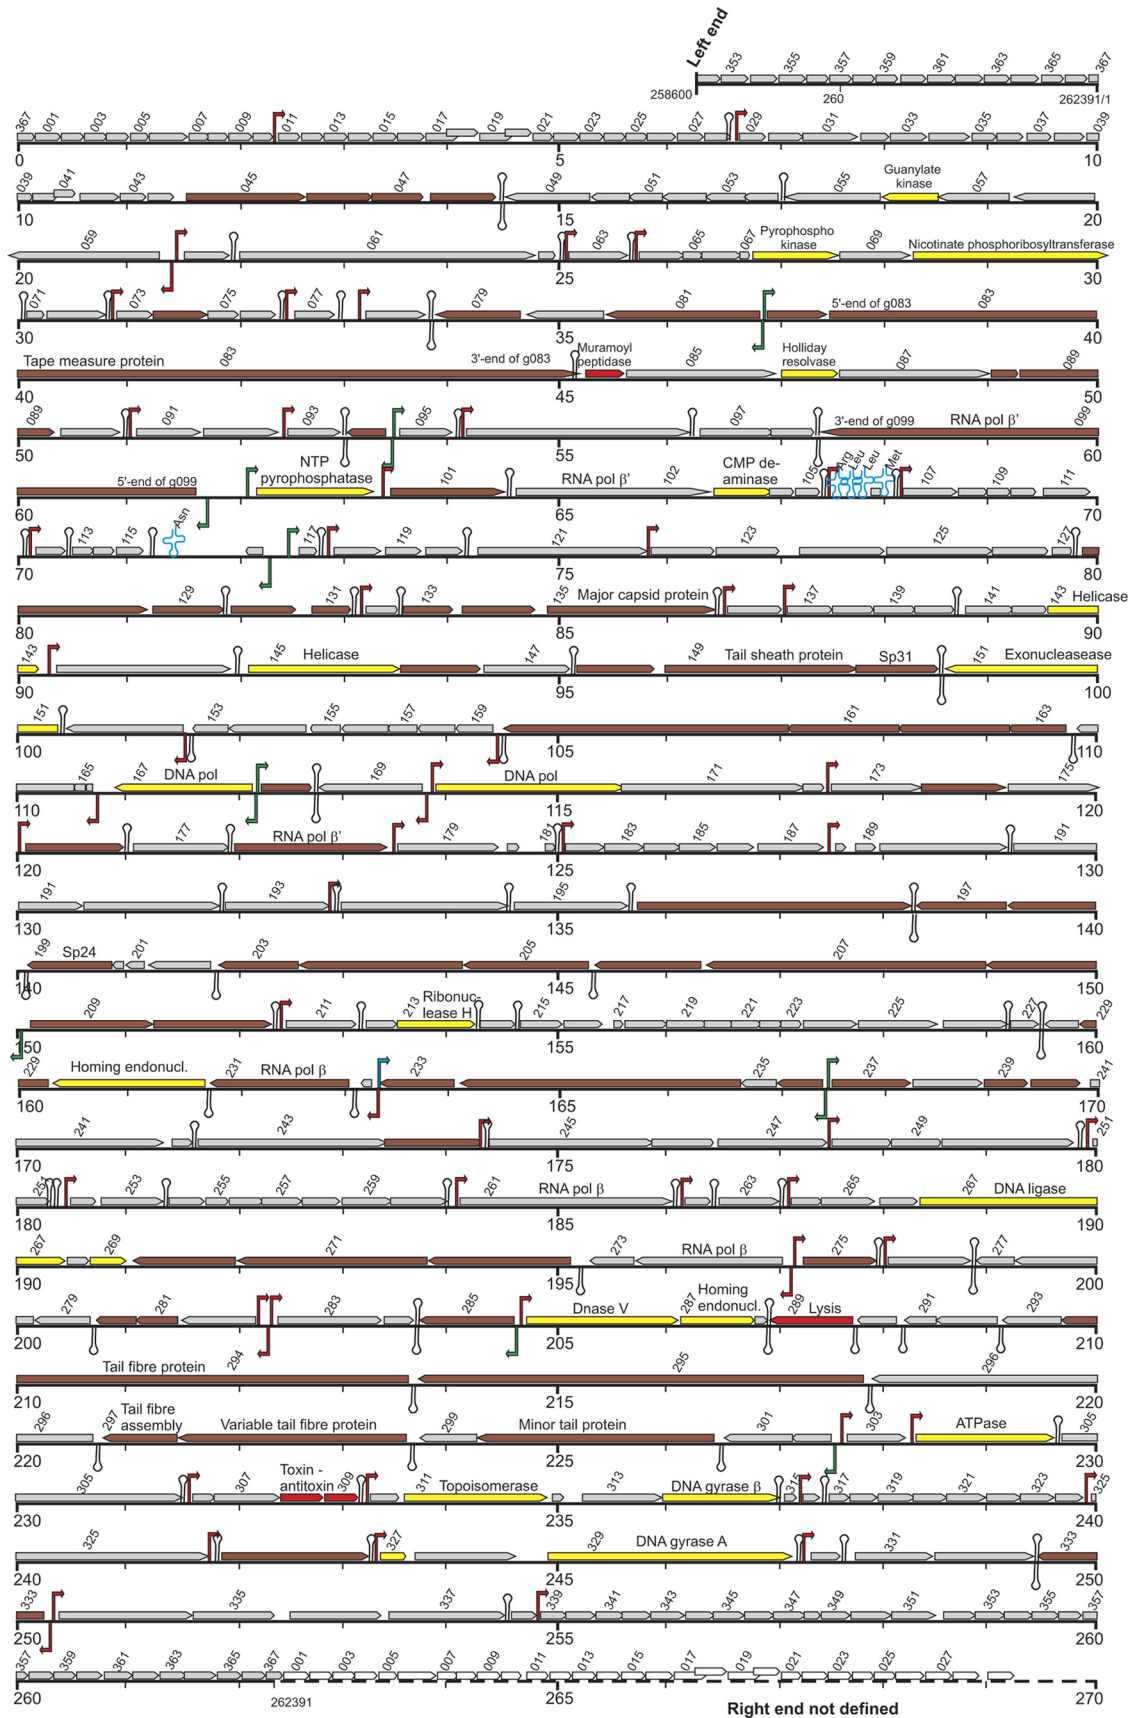 Left end
353 355 357 359 361 363 365 367
258600 260 262391/1
367 001 003 005 007 009 011 013 015 017 019 021 023 025 027 029 031 033 035 037 039
0 5 10
Guanylate
kinase
039 041 043 045 047 049 051 053 055 057
10 15 20
Pyrophospho
kinase
059 061 063 065 067 069 Nicotinate phosphoribosyltransferase
20 25 30
071 073 075 077 079 081 5'-end of g083 083
30 35 40
Tape measure protein 083 3'-end of g083 Muramoyl
peptidase 085 Holliday
resolvase 087 089
40 45 50
089 091 093 095 097 3'-end of g099 RNA pol β' 099
50 55 60
5'-end of g099 NTP
pyrophosphatase 101 RNA pol β' 102 CMP de-
aminase 105 Arg Leu Leu Met 107 109 111
60 65 70
113 115 Asn 117 119 121 123 125 127
70 75 80
129 131 133 135 Major capsid protein 137 139 141 143 Helicase
80 85 90
143 145 Helicase 147 149 Tail sheath protein Sp31 151 Exonucleasease
90 95 100
151 153 155 157 159 161 163
100 105 110
165 167 DNA pol 169 DNA pol 171 173 175
110 115 120
177 RNA pol β' 179 181 183 185 187 189 191
120 125 130
191 193 195 197
130 135 140
199 Sp24 201 203 205 207
140 145 150
209 211 213 Ribonuc-
lease H 215 217 219 221 223 225 227 229
150 155 160
229 Homing endonucl. 231 RNA pol β 233 235 237 239 241
160 165 170
241 243 245 247 249 251
170 175 180
251 253 255 257 259 261 RNA pol β 263 265 267 DNA ligase
180 185 190
267 269 271 273 RNA pol β 275 277
190 195 200
279 281 283 285 Dnase V 287 Homing
endonucl. 289 Lysis 291 293
200 205 210
Tail fibre protein 294 295 296
210 215 220
296 297 Tail fibre
assembly Variable tail fibre protein 299 Minor tail protein 301 303 ATPase 305
220 225 230
305 307 Toxin -
antitoxin 309 311 Topoisomerase 313 DNA gyrase β 315 317 319 321 323 325
230 235 240
325 327 329 DNA gyrase A 331 333
240 245 250
333 335 337 339 341 343 345 347 349 351 353 355 357
250 255 260
357 359 361 363 365 367 001 003 005 007 009 011 013 015 017 019 021 023 025 027
260 262391 265 270
Right end not defined